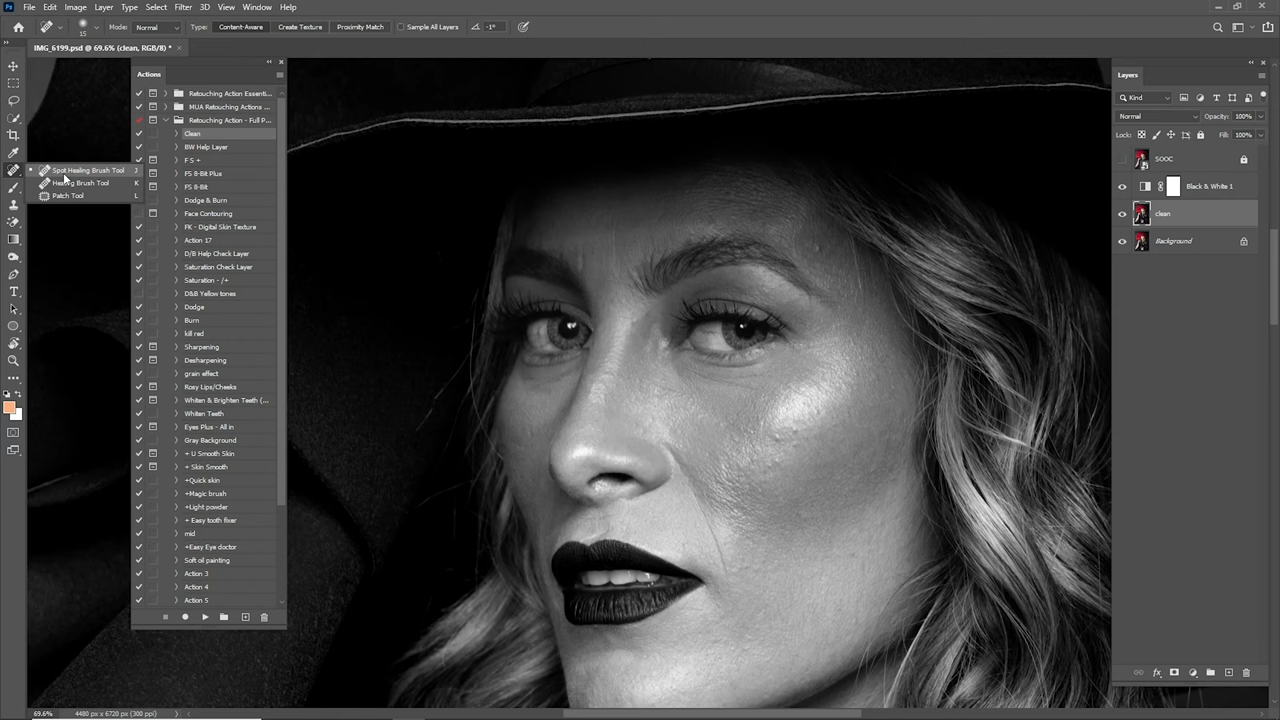 Ps File Edit Image Layer Type Select Filter 3D View Window Help
15 Mode: Normal Type: Content-Aware Create Texture Proximity Match Sample All Layers -1°
IMG_6199.psd @ 69.6% (clean, RGB/8) * ×
Actions
Retouching Action Essenti...
MUA Retouching Actions ...
Retouching Action - Full P...
Clean
BW Help Layer
F S +
FS 8-Bit Plus
FS 8-Bit
Dodge & Burn
Face Contouring
FK - Digital Skin Texture
Action 17
D/B Help Check Layer
Saturation Check Layer
Saturation - /+
D&B Yellow tones
Dodge
Burn
kill red
Sharpening
Desharpening
grain effect
Rosy Lips/Cheeks
Whiten & Brighten Teeth (...
Whiten Teeth
Eyes Plus - All in
Gray Background
+ U Smooth Skin
+ Skin Smooth
+Quick skin
+Magic brush
+Light powder
+ Easy tooth fixer
mid
+Easy Eye doctor
Soft oil painting
Action 3
Action 4
Action 5
Spot Healing Brush Tool J
Healing Brush Tool K
Patch Tool L
Layers
Kind
Normal Opacity: 100%
Lock: Fill: 100%
SOOC
Black & White 1
clean
Background
fx
69.6% 4480 px x 6720 px (300 ppi)